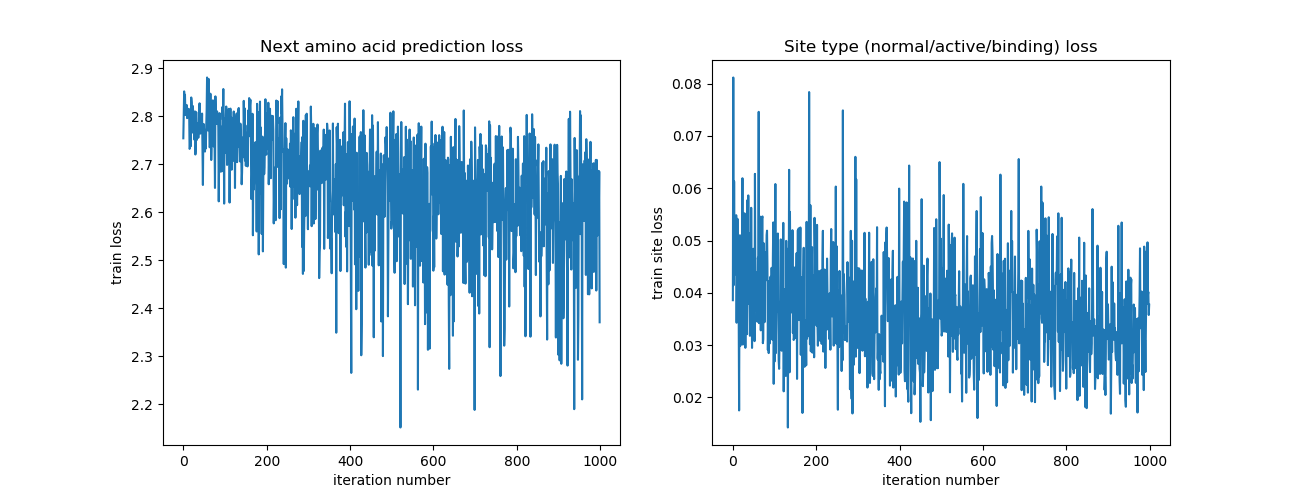 Next amino acid prediction loss
2.9
2.8
2.7
2.6
2.5
2.4
2.3
2.2
train loss
0 200 400 600 800 1000
iteration number
Site type (normal/active/binding) loss
0.08
0.07
0.06
0.05
0.04
0.03
0.02
train site loss
0 200 400 600 800 1000
iteration number